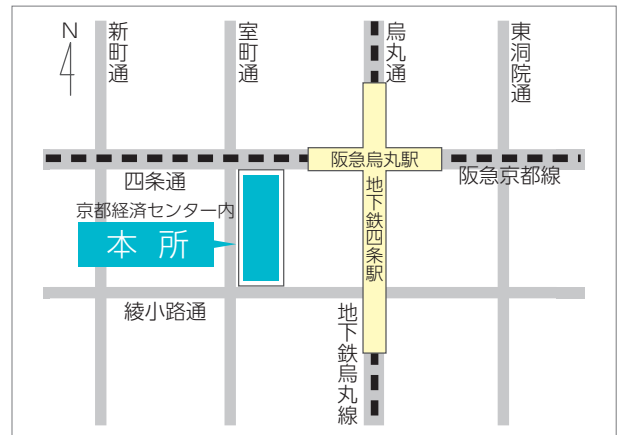 N
新町通
室町通
烏丸通
東洞院通
阪急烏丸駅
四条通
阪急京都線
京都経済センター内
本所
地下鉄四条駅
綾小路通
地下鉄烏丸線